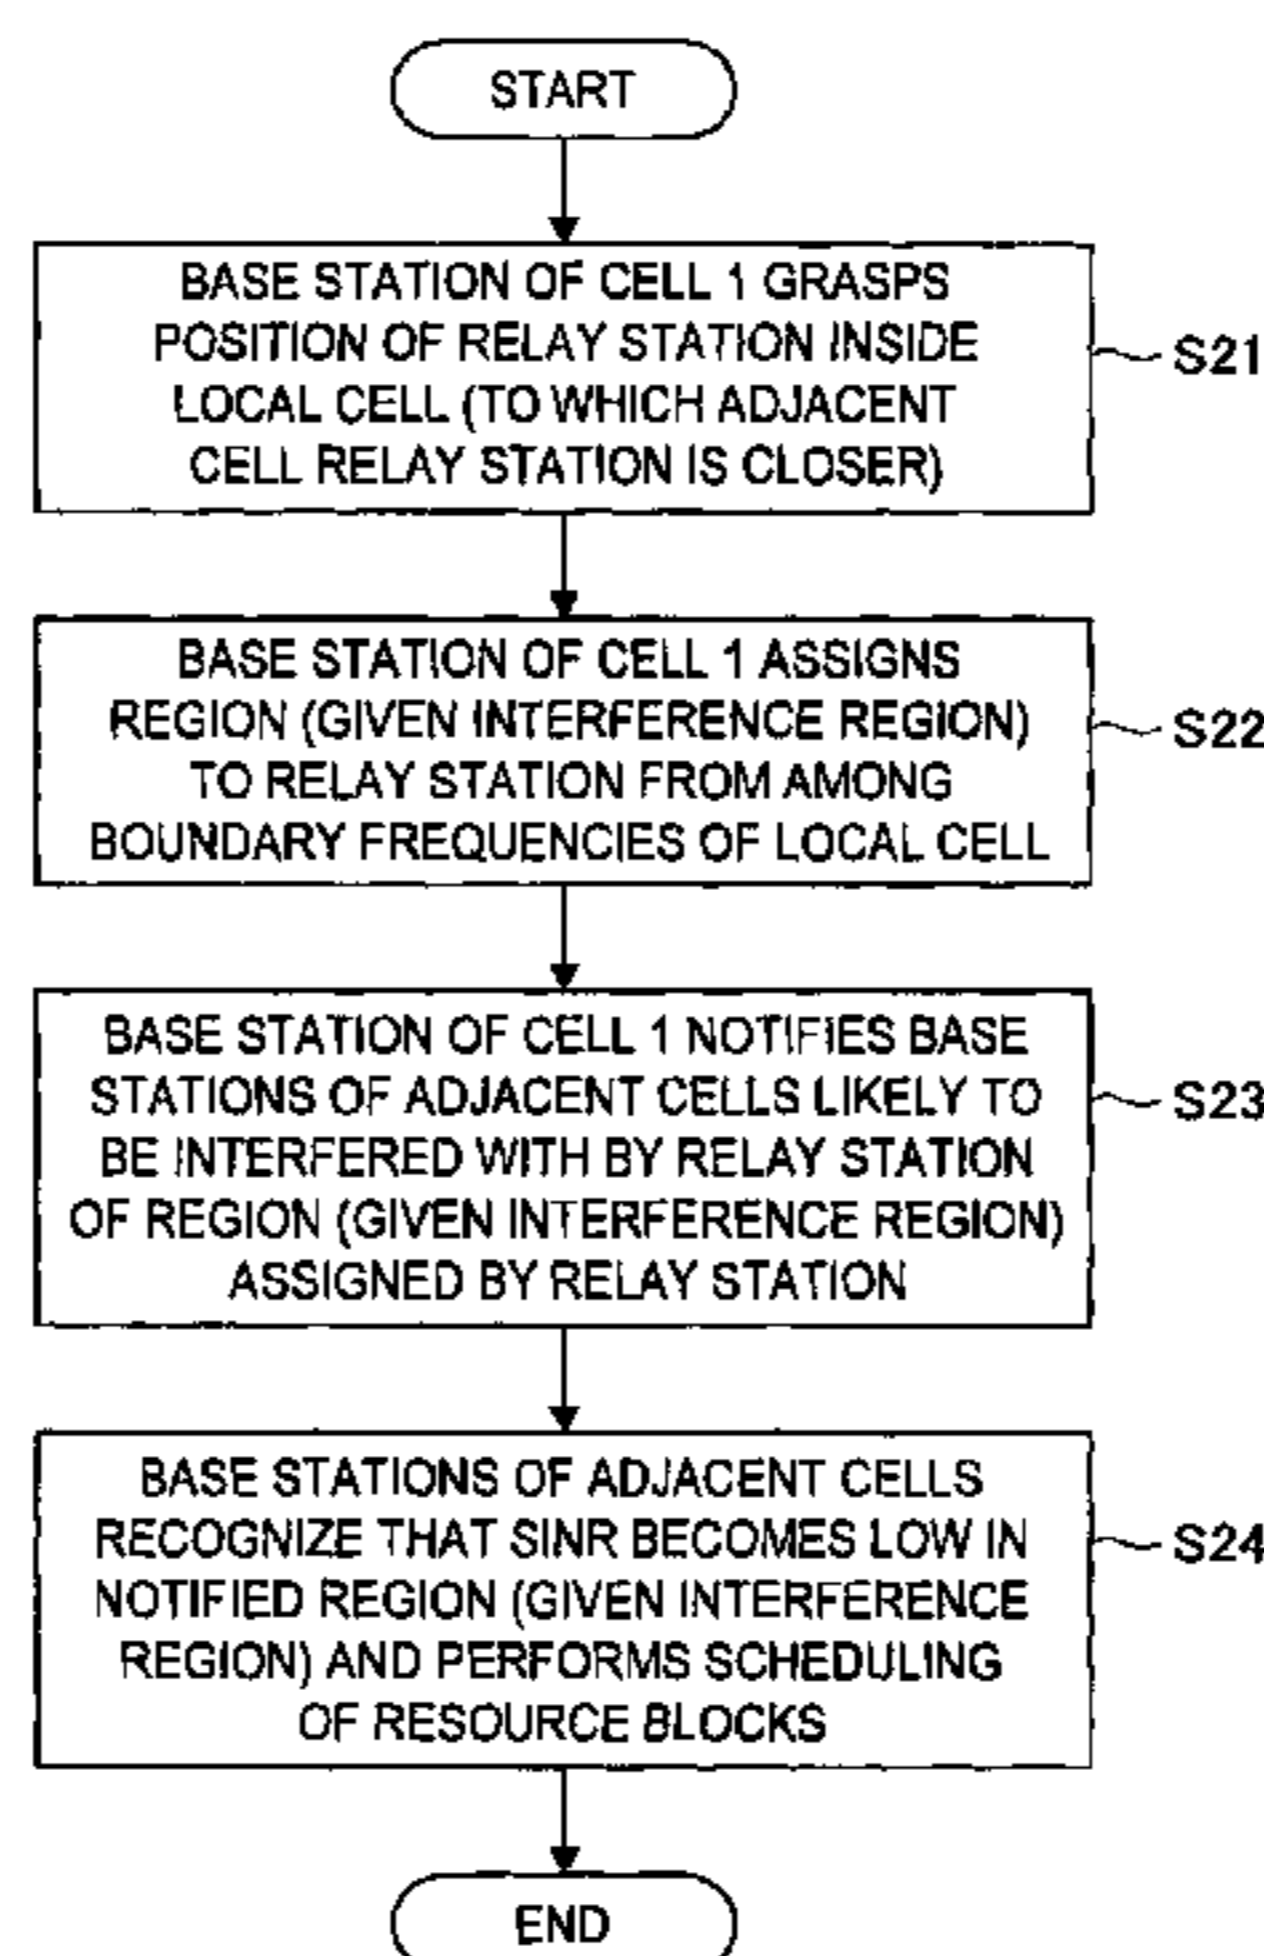 START
BASE STATION OF CELL 1 GRASPS
POSITION OF RELAY STATION INSIDE
LOCAL CELL (TO WHICH ADJACENT
CELL RELAY STATION IS CLOSER)
S21
BASE STATION OF CELL 1 ASSIGNS
REGION (GIVEN INTERFERENCE REGION)
TO RELAY STATION FROM AMONG
BOUNDARY FREQUENCIES OF LOCAL CELL
S22
BASE STATION OF CELL 1 NOTIFIES BASE
STATIONS OF ADJACENT CELLS LIKELY TO
BE INTERFERED WITH BY RELAY STATION
OF REGION (GIVEN INTERFERENCE REGION)
ASSIGNED BY RELAY STATION
S23
BASE STATIONS OF ADJACENT CELLS
RECOGNIZE THAT SINR BECOMES LOW IN
NOTIFIED REGION (GIVEN INTERFERENCE
REGION) AND PERFORMS SCHEDULING
OF RESOURCE BLOCKS
S24
END